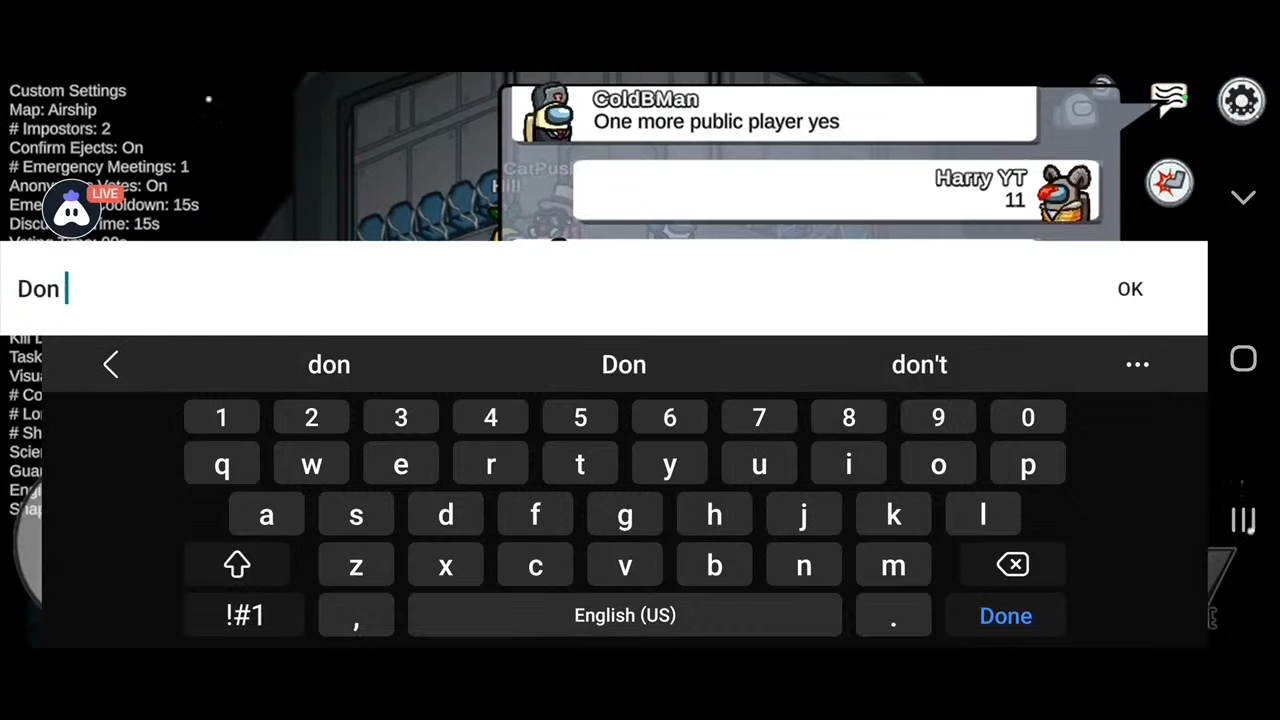 Custom Settings
Map: Airship
# Impostors: 2
Confirm Ejects: On
# Emergency Meetings: 1
Votes: On
LIVE
Cooldown: 15s
Time: 15s
ColdBMan
One more public player yes
Harry YT
11
Don
OK
don
Don
don't
1 2 3 4 5 6 7 8 9 0
q w e r t y u i o p
a s d f g h j k l
z x c v b n m
!#1 , English (US) . Done